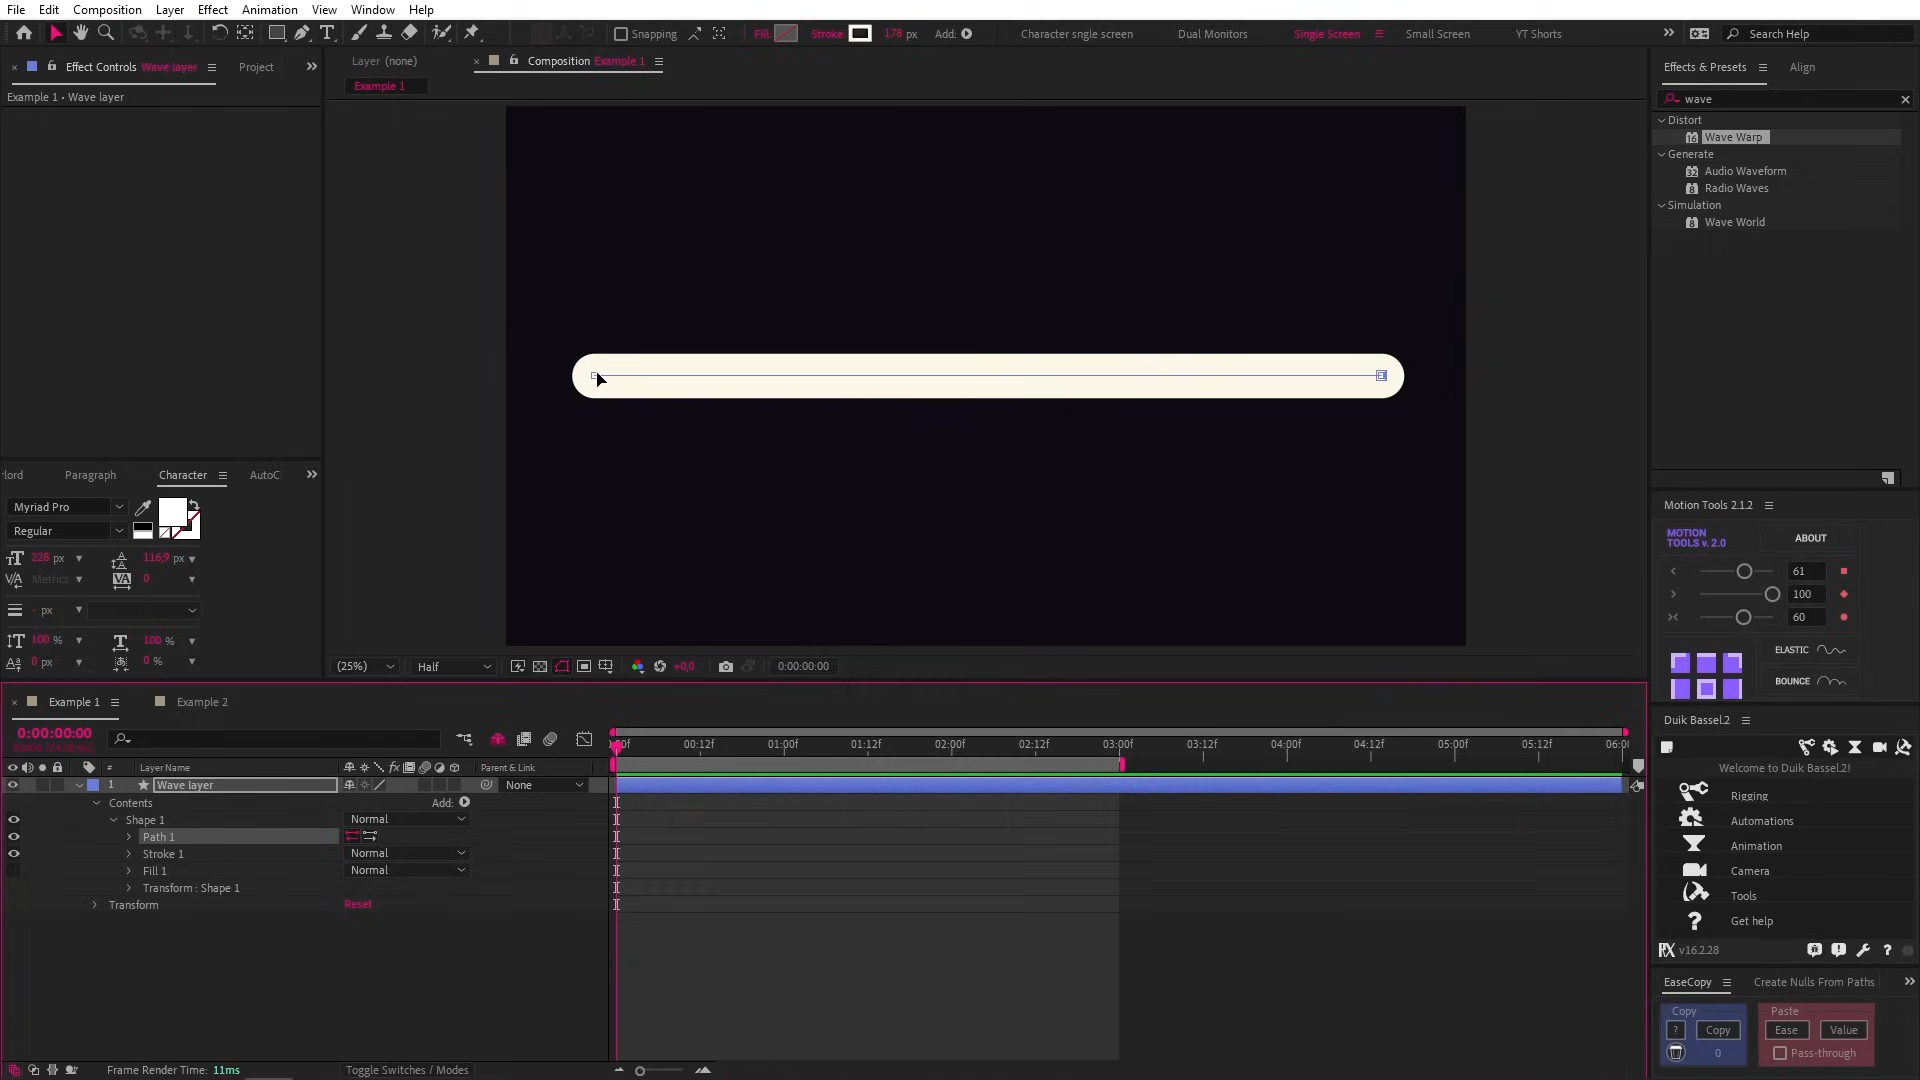 File Edit Composition Layer Effect Animation View Window Help
Snapping Fill: Stroke: 178 px Add: Character sngle screen Dual Monitors Single Screen Small Screen YT Shorts Search Help
Effect Controls Wave layer Project
Example 1 • Wave layer
Layer (none) Composition Example 1
Example 1
Effects & Presets Align
wave
Distort
Wave Warp
Generate
Audio Waveform
Radio Waves
Simulation
Wave World
lord Paragraph Character AutoC
Myriad Pro
Regular
228 px 116,9 px
Metrics 0
- px
100 % 100 %
0 px 0 %
(25%) Half +0,0 0:00:00:00
Motion Tools 2.1.2
MOTION
TOOLS v. 2.0 ABOUT
61
100
60
ELASTIC
BOUNCE
Example 1 Example 2
0:00:00:00
:00f 00:12f 01:00f 01:12f 02:00f 02:12f 03:00f 03:12f 04:00f 04:12f 05:00f 05:12f 06:0
# Layer Name fx Parent & Link
1 Wave layer None
Contents Add:
Shape 1 Normal
Path 1
Stroke 1 Normal
Fill 1 Normal
Transform : Shape 1
Transform Reset
Duik Bassel.2
Welcome to Duik Bassel.2!
Rigging
Automations
Animation
Camera
Tools
Get help
RX v16.2.28
EaseCopy Create Nulls From Paths
Copy Paste
? Copy Ease Value
0 Pass-through
Frame Render Time: 11ms Toggle Switches / Modes